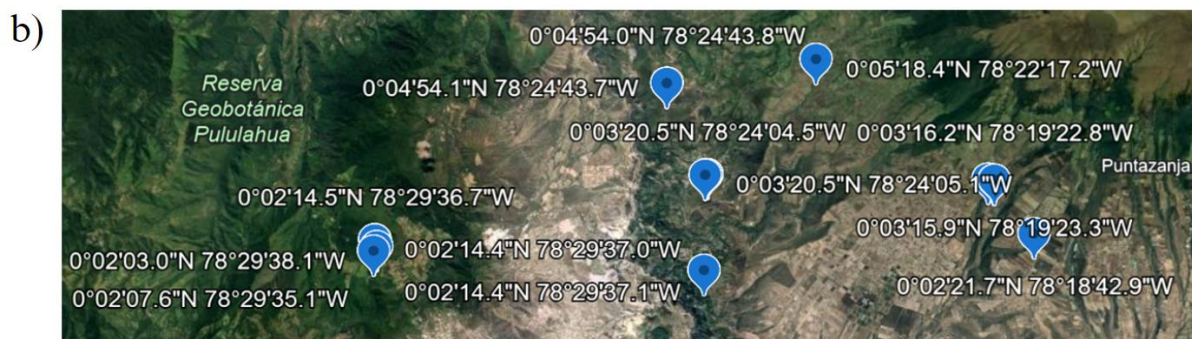 b)
0°04'54.0"N 78°24'43.8"W
Reserva
Geobotánica
Pululahua
0°04'54.1"N 78°24'43.7"W
0°05'18.4"N 78°22'17.2"W
0°03'20.5"N 78°24'04.5"W
0°03'16.2"N 78°19'22.8"W
Puntazanja
0°02'14.5"N 78°29'36.7"W
0°03'20.5"N 78°24'05.1"W
0°03'15.9"N 78°19'23.3"W
0°02'03.0"N 78°29'38.1"W
0°02'14.4"N 78°29'37.0"W
0°02'07.6"N 78°29'35.1"W
0°02'14.4"N 78°29'37.1"W
0°02'21.7"N 78°18'42.9"W